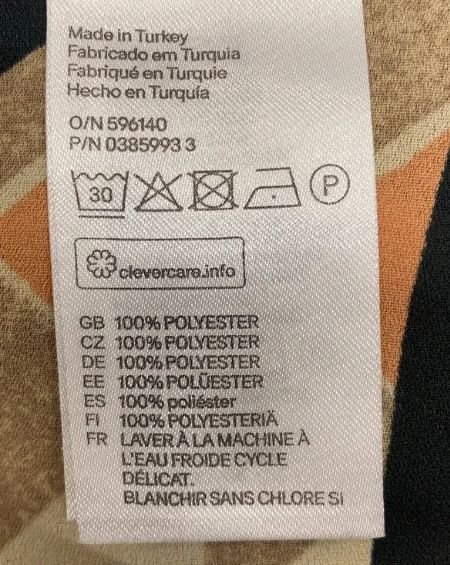 Made in Turkey
Fabricado em Turquia
Fabriqué en Turquie
Hecho en Turquía
O/N 596140
P/N 0385993 3
30 P
clevercare.info
GB 100% POLYESTER
CZ 100% POLYESTER
DE 100% POLYESTER
EE 100% POLÜESTER
ES 100% poliéster
FI 100% POLYESTERIÄ
FR LAVER À LA MACHINE À
L'EAU FROIDE CYCLE
DÉLICAT.
BLANCHIR SANS CHLORE SI